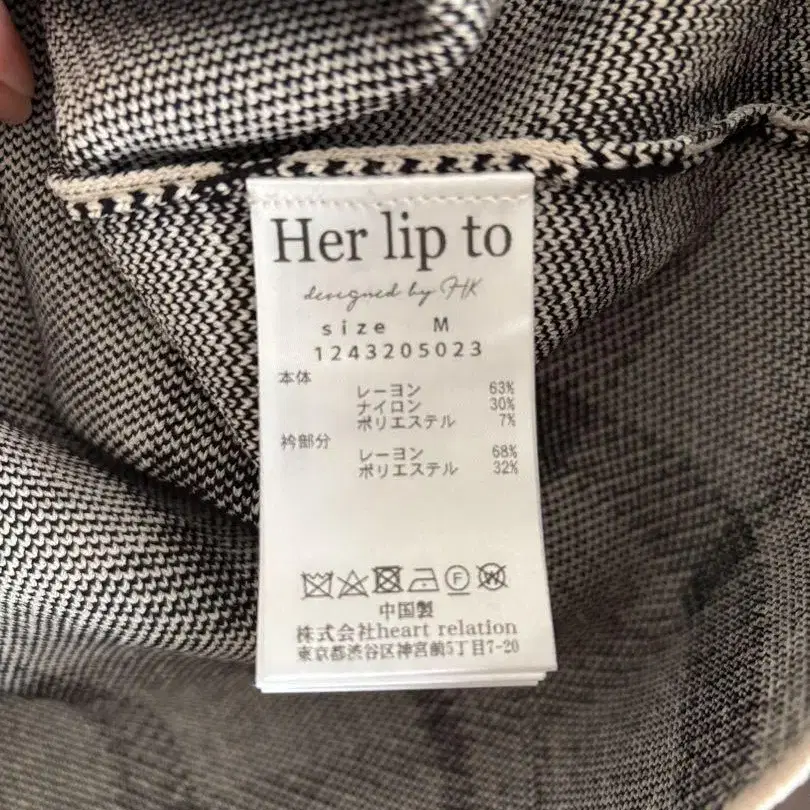 Her lip to
designed by HK
size M
1243205023
本体
レーヨン 63%
ナイロン 30%
ポリエステル 7%
衿部分
レーヨン 68%
ポリエステル 32%
F W
中国製
株式会社heart relation
東京都渋谷区神宮前5丁目7-20